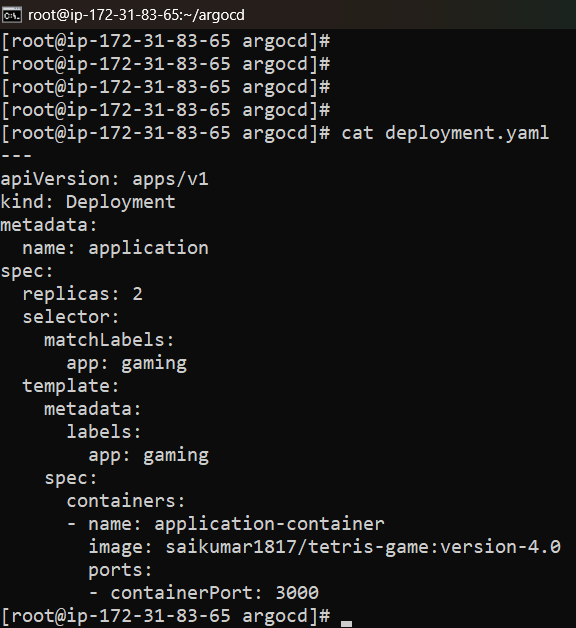 root@ip-172-31-83-65:~/argocd
[root@ip-172-31-83-65 argocd]#
[root@ip-172-31-83-65 argocd]#
[root@ip-172-31-83-65 argocd]#
[root@ip-172-31-83-65 argocd]#
[root@ip-172-31-83-65 argocd]# cat deployment.yaml
---
apiVersion: apps/v1
kind: Deployment
metadata:
  name: application
spec:
  replicas: 2
  selector:
    matchLabels:
      app: gaming
  template:
    metadata:
      labels:
        app: gaming
    spec:
      containers:
      - name: application-container
        image: saikumar1817/tetris-game:version-4.0
        ports:
        - containerPort: 3000
[root@ip-172-31-83-65 argocd]#